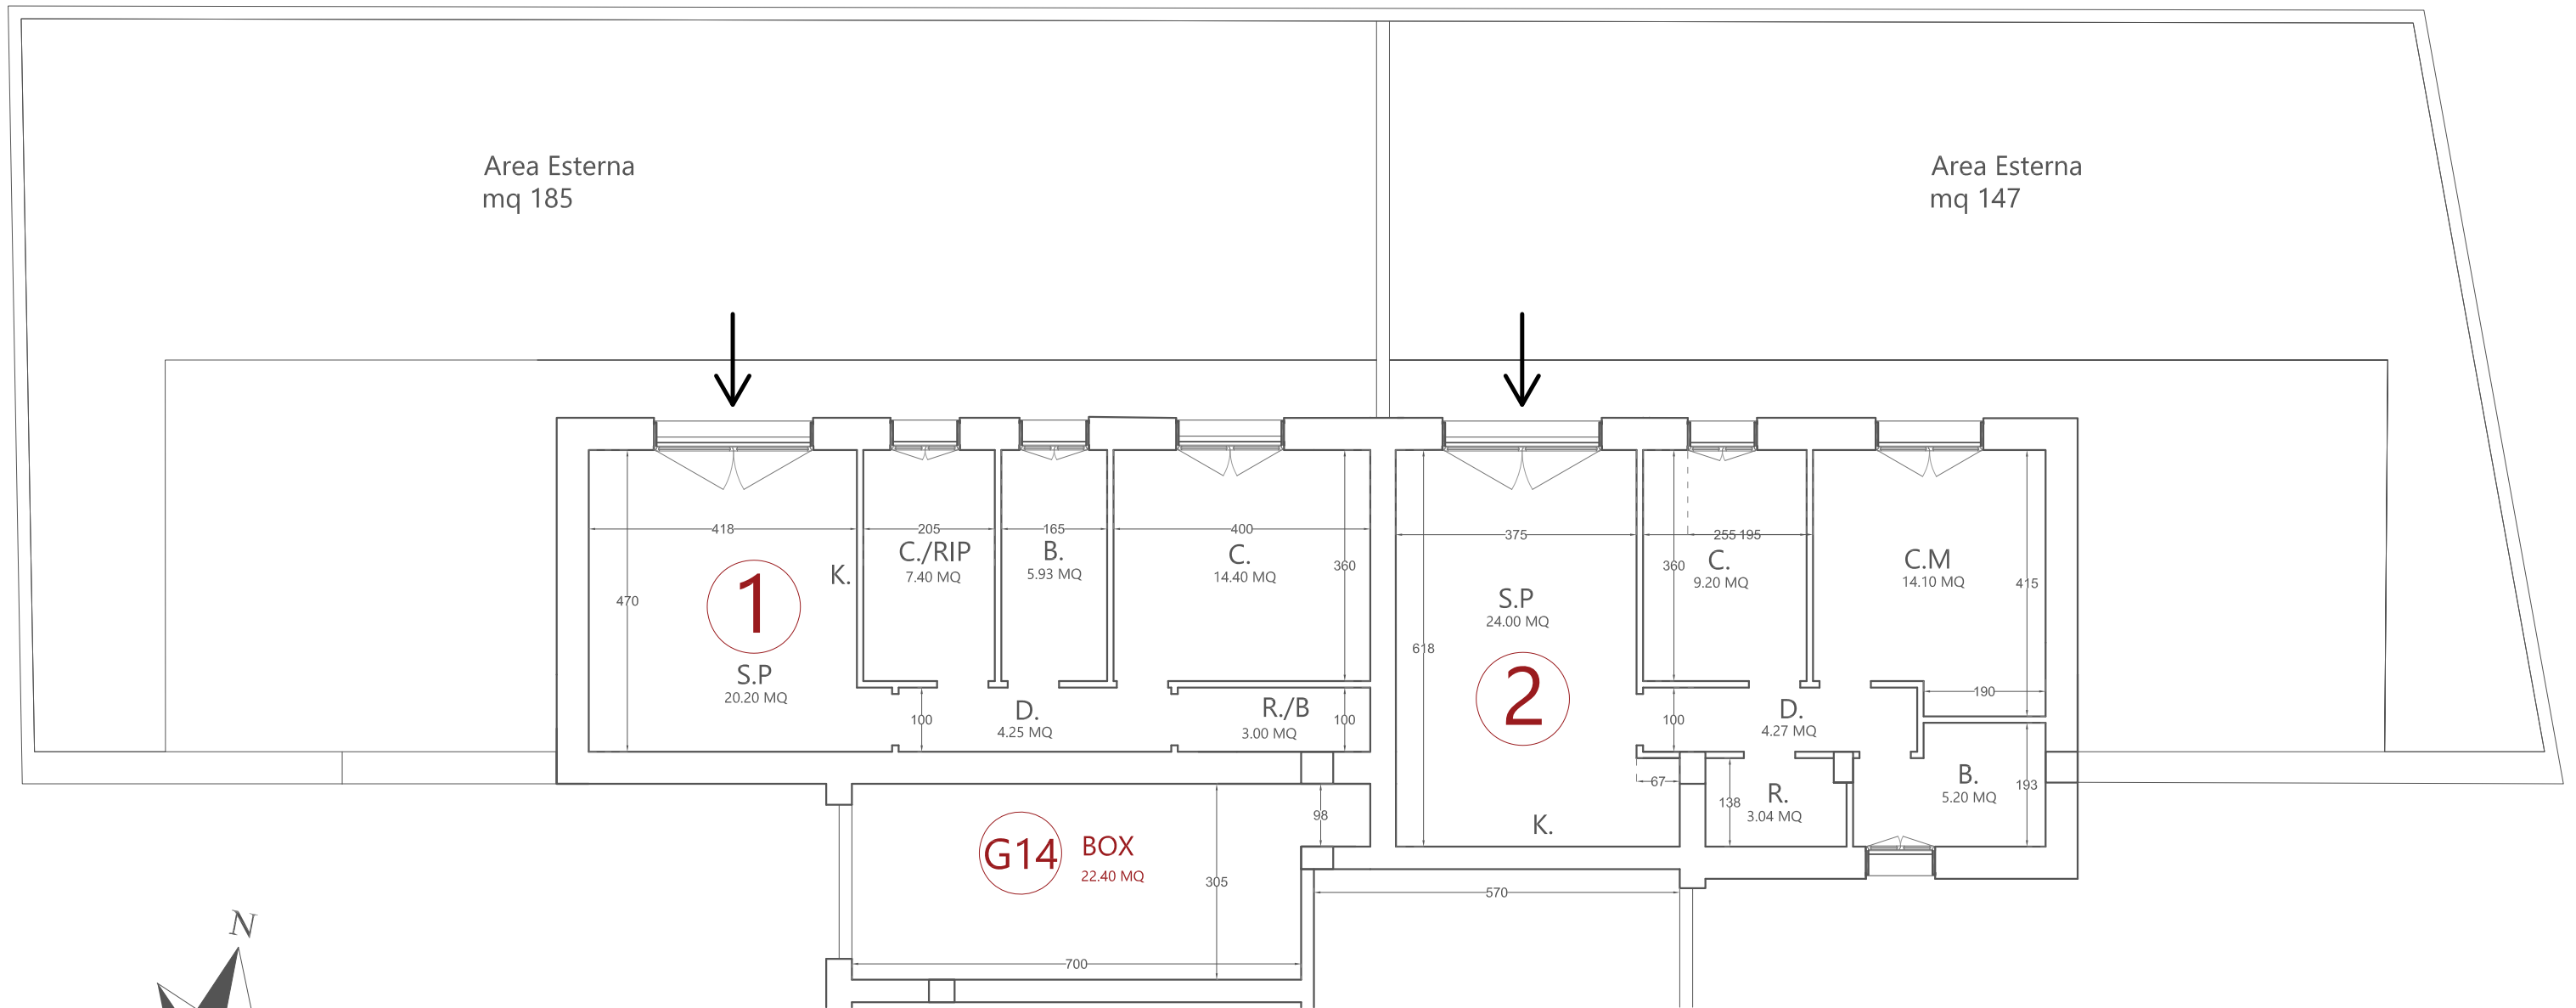 Area Esterna
mq 185
Area Esterna
mq 147
418
205
165
400
375
255 195
C./RIP
7.40 MQ
B.
5.93 MQ
C.
14.40 MQ
360
K.
470
1
S.P
20.20 MQ
100
D.
4.25 MQ
R./B
3.00 MQ
100
S.P
24.00 MQ
618
2
K.
360
C.
9.20 MQ
C.M
14.10 MQ
415
190
100
D.
4.27 MQ
67
138
R.
3.04 MQ
B.
5.20 MQ
193
G14
BOX
22.40 MQ
98
305
700
570
N